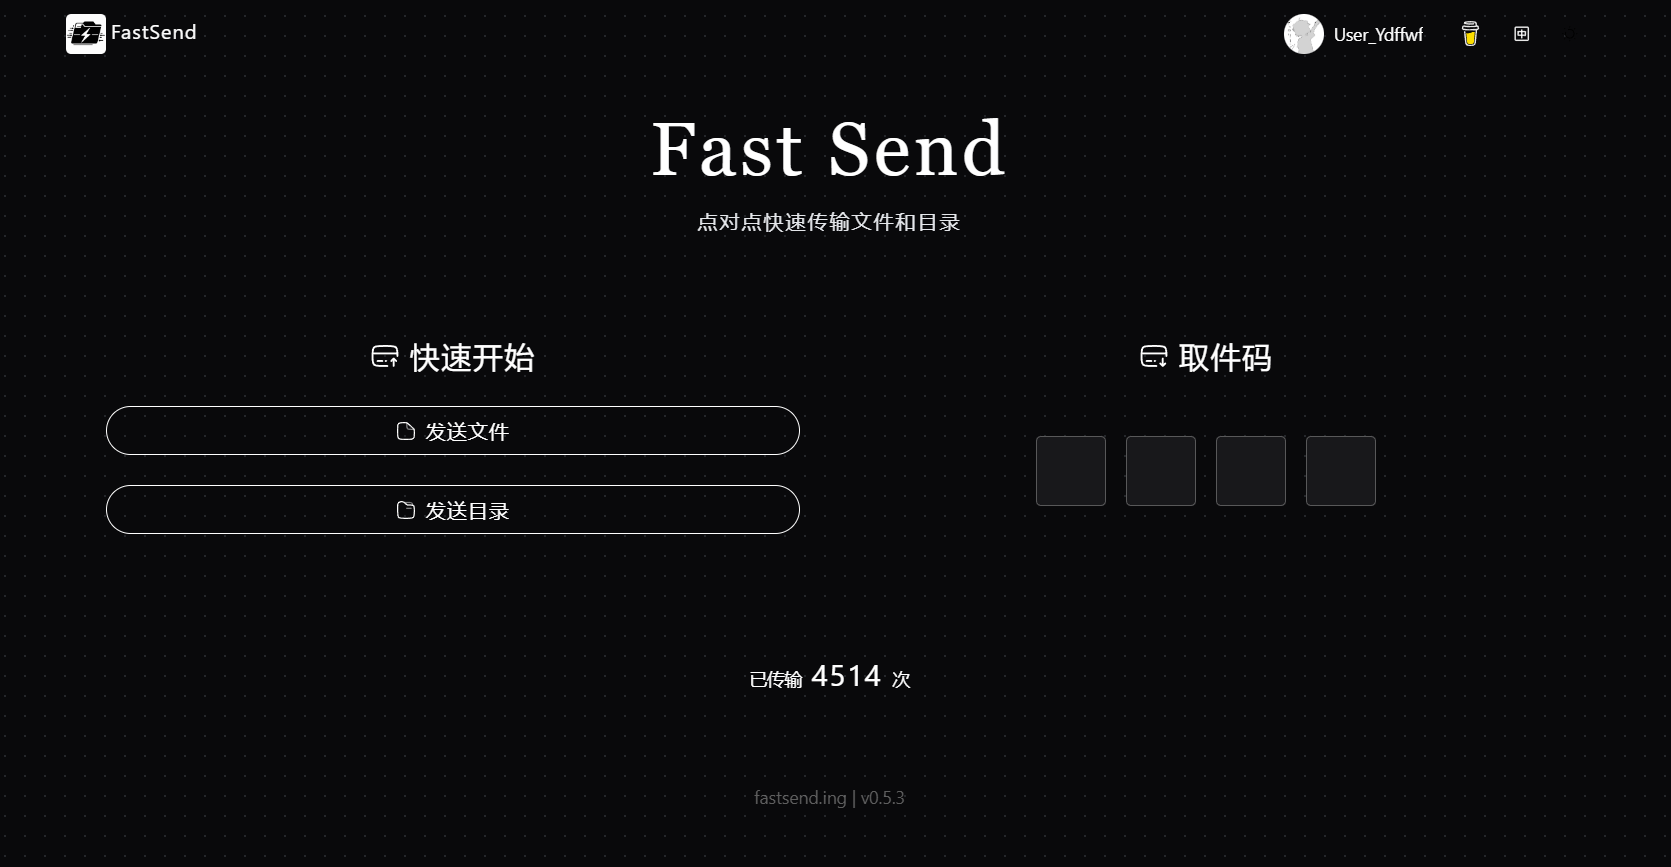 FastSend
User_Ydffwf
中
Fast Send
点对点快速传输文件和目录
快速开始
发送文件
发送目录
取件码
已传输 4514 次
fastsend.ing | v0.5.3